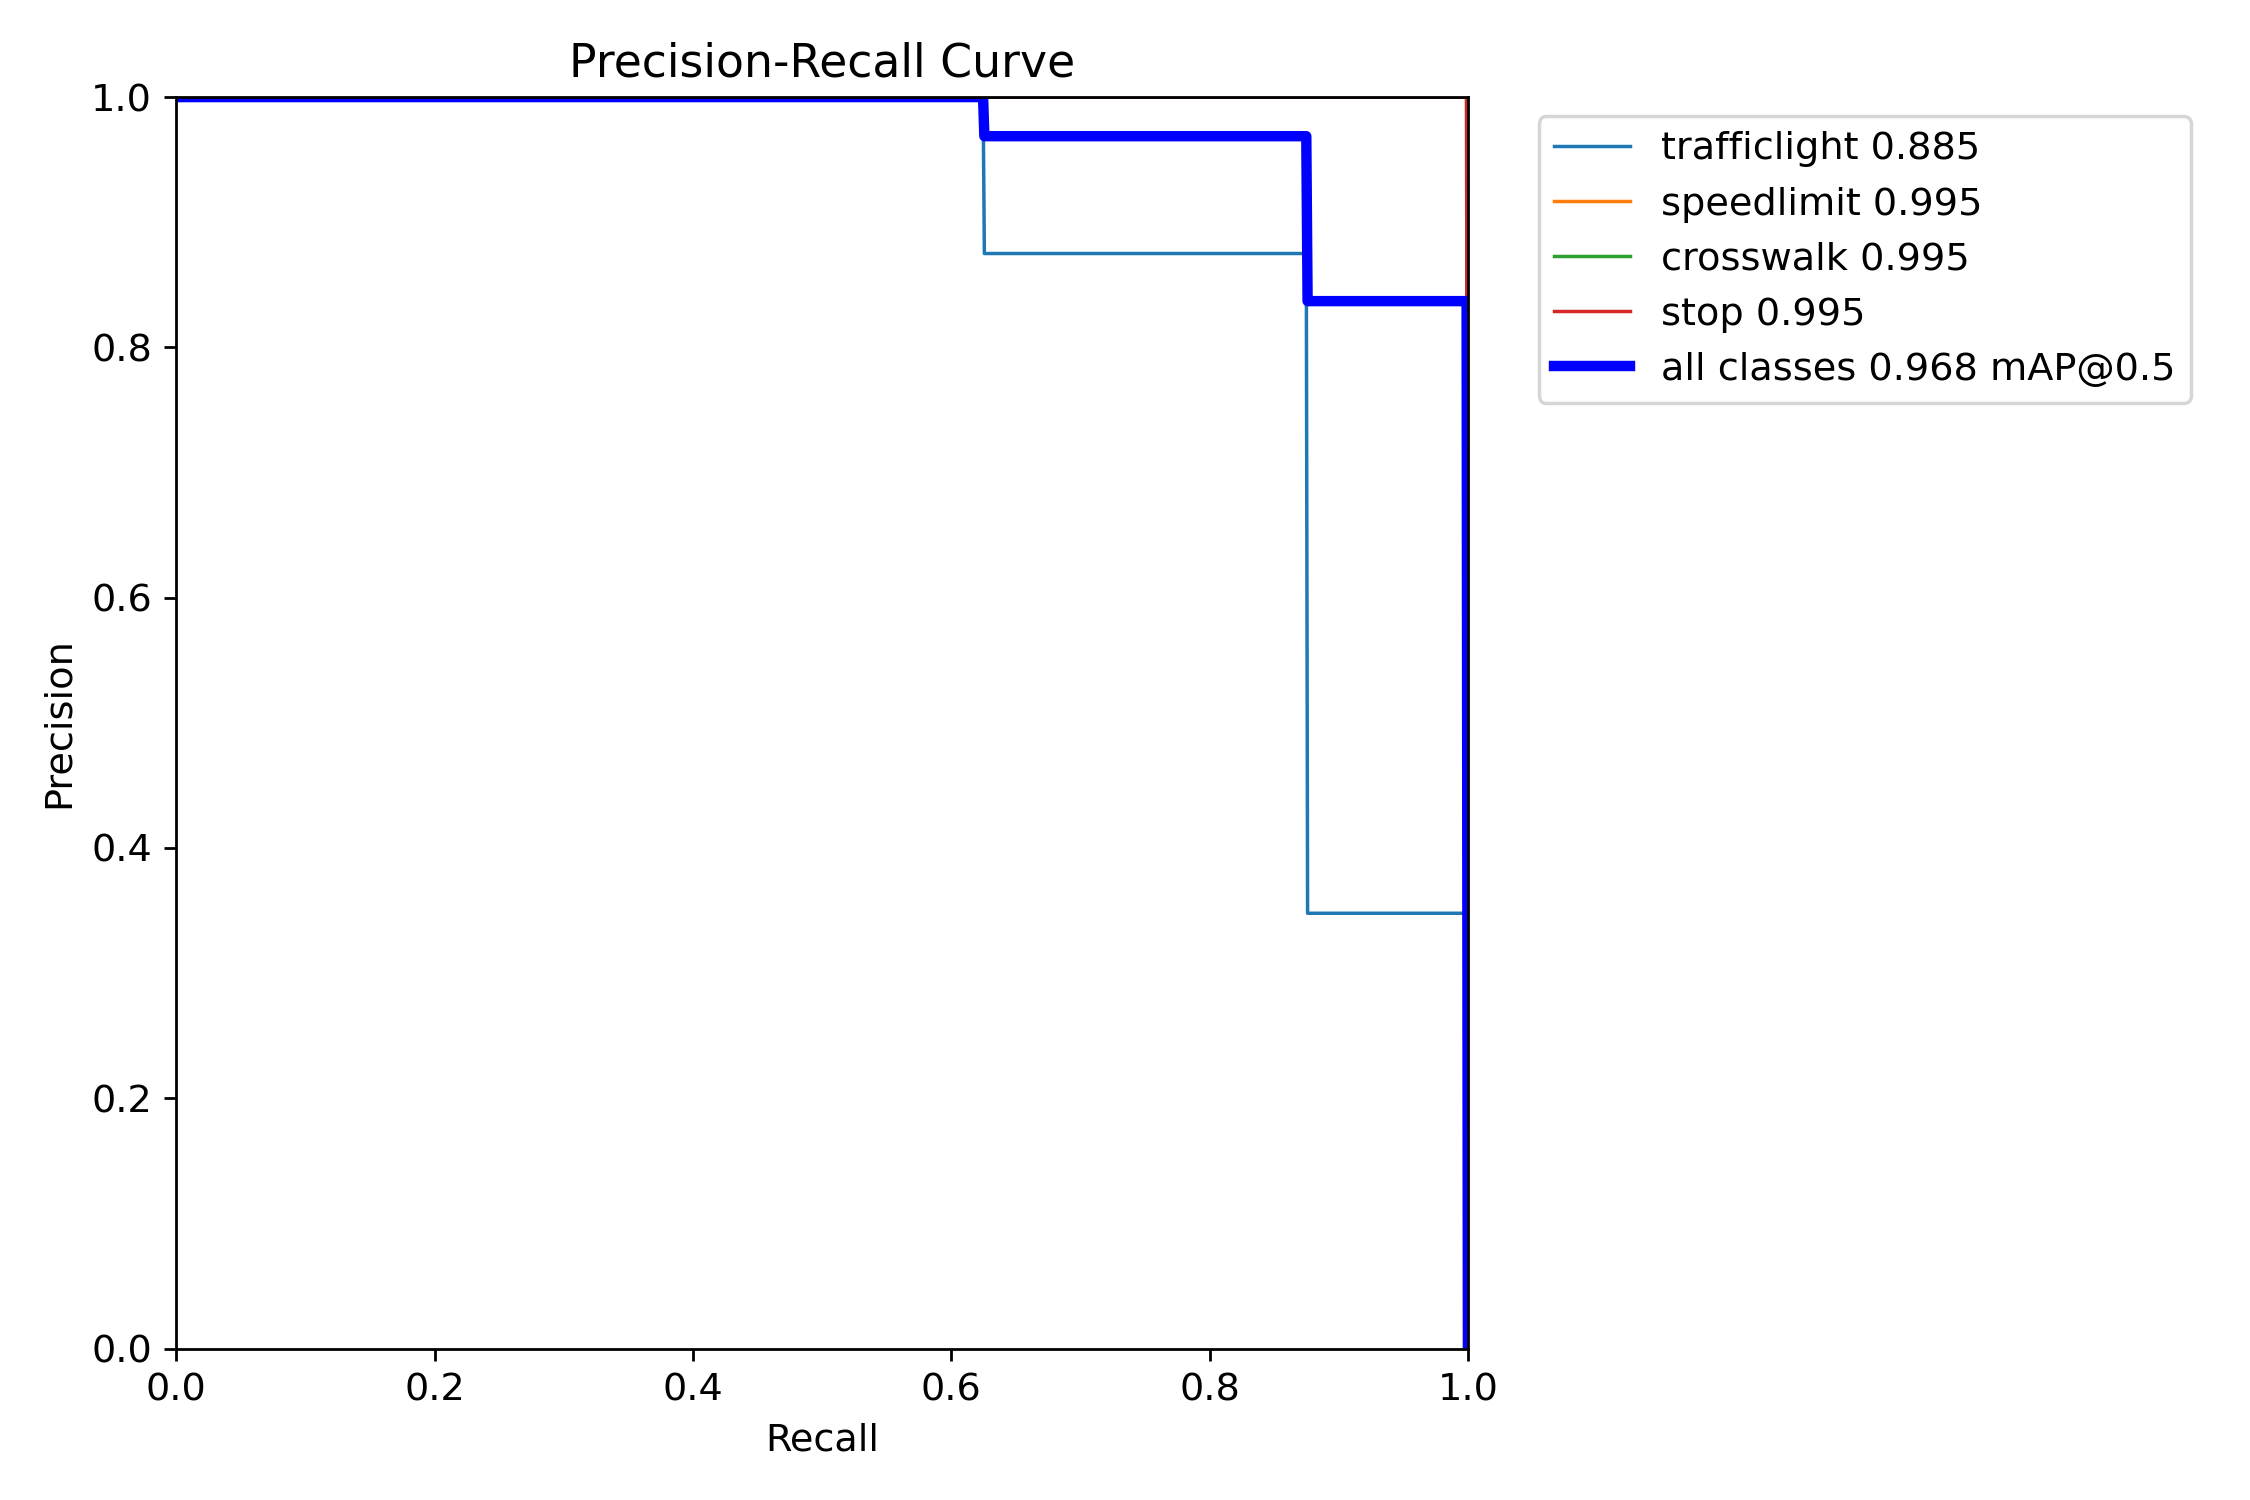 Precision-Recall Curve
1.0
0.8
0.6
0.4
0.2
0.0
Precision
0.0 0.2 0.4 0.6 0.8 1.0
Recall
trafficlight 0.885
speedlimit 0.995
crosswalk 0.995
stop 0.995
all classes 0.968 mAP@0.5